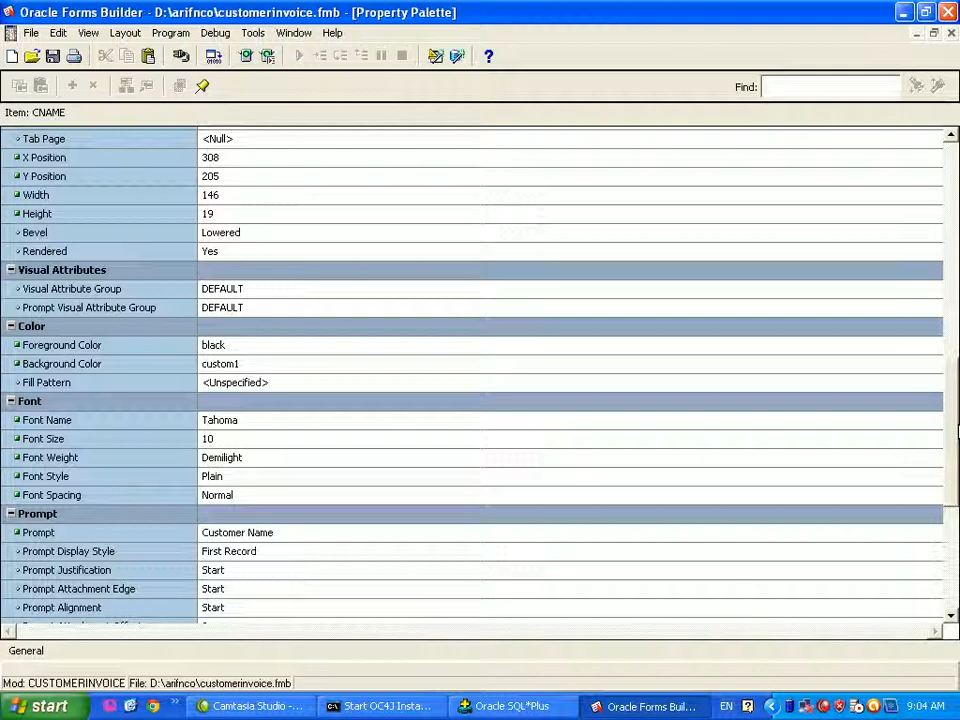 Oracle Forms Builder - D:\arifnco\customerinvoice.fmb - [Property Palette]
File Edit View Layout Program Debug Tools Window Help
Find:
Item: CNAME
Tab Page <Null>
X Position 308
Y Position 205
Width 146
Height 19
Bevel Lowered
Rendered Yes
Visual Attributes
Visual Attribute Group DEFAULT
Prompt Visual Attribute Group DEFAULT
Color
Foreground Color black
Background Color custom1
Fill Pattern <Unspecified>
Font
Font Name Tahoma
Font Size 10
Font Weight Demilight
Font Style Plain
Font Spacing Normal
Prompt
Prompt Customer Name
Prompt Display Style First Record
Prompt Justification Start
Prompt Attachment Edge Start
Prompt Alignment Start
General
Mod: CUSTOMERINVOICE File: D:\arifnco\customerinvoice.fmb
start Camtasia Studio -... Start OC4J Insta... Oracle SQL*Plus Oracle Forms Buil... EN 9:04 AM